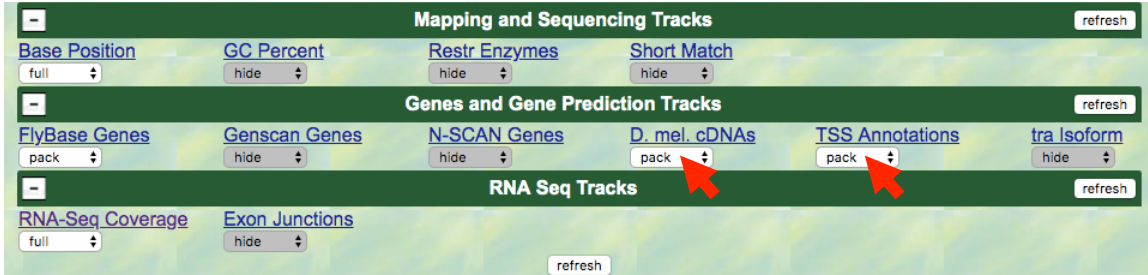 - Mapping and Sequencing Tracks refresh
Base Position GC Percent Restr Enzymes Short Match
full hide hide hide
- Genes and Gene Prediction Tracks refresh
FlyBase Genes Genscan Genes N-SCAN Genes D. mel. cDNAs TSS Annotations tra Isoform
pack hide hide pack pack hide
- RNA Seq Tracks refresh
RNA-Seq Coverage Exon Junctions
full hide
refresh